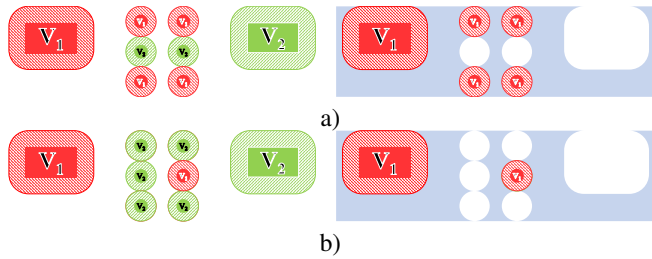 V₁ V₁ V₁ V₁
V₁ V₂ V₂ V₂ V₁
V₁ V₁ V₁ V₁
a)
V₂ V₂
V₁ V₂ V₁ V₂ V₁ V₁
V₂ V₂
b)